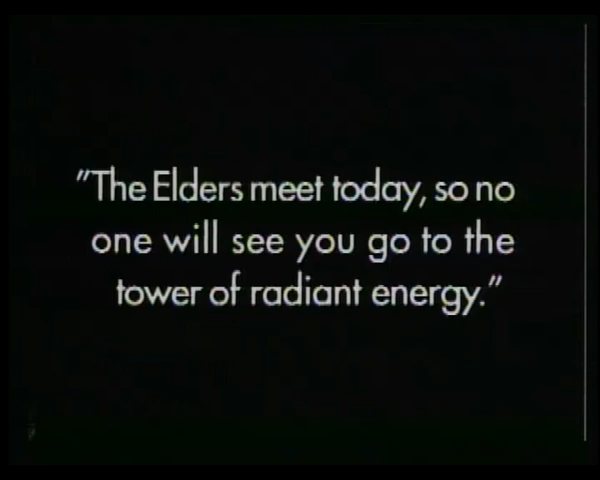 "The Elders meet today, so no
one will see you go to the
tower of radiant energy."